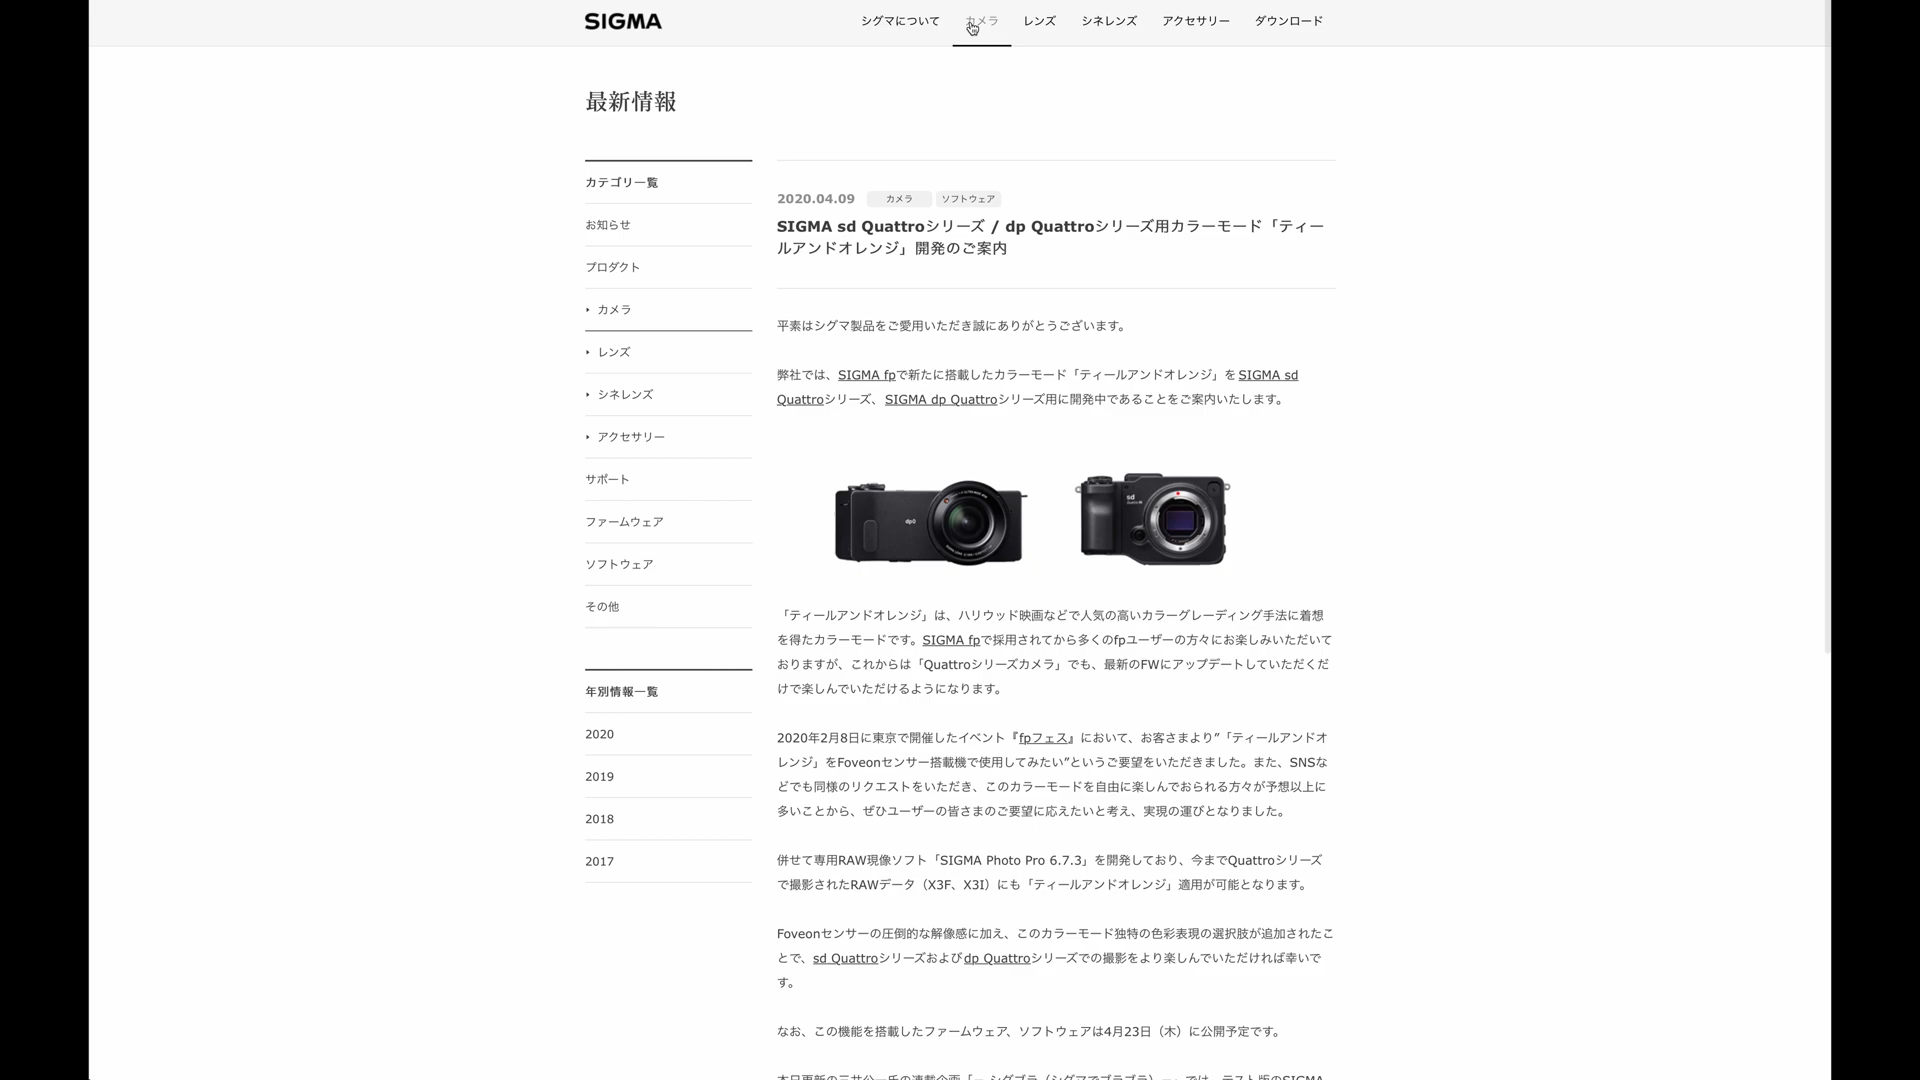 SIGMA
シグマについて カメラ レンズ シネレンズ アクセサリー ダウンロード
最新情報
カテゴリ一覧
お知らせ
プロダクト
カメラ
レンズ
シネレンズ
アクセサリー
サポート
ファームウェア
ソフトウェア
その他
年別情報一覧
2020
2019
2018
2017
2020.04.09 カメラ ソフトウェア
SIGMA sd Quattroシリーズ / dp Quattroシリーズ用カラーモード「ティー
ルアンドオレンジ」開発のご案内
平素はシグマ製品をご愛用いただき誠にありがとうございます。
弊社では、SIGMA fpで新たに搭載したカラーモード「ティールアンドオレンジ」をSIGMA sd
Quattroシリーズ、SIGMA dp Quattroシリーズ用に開発中であることをご案内いたします。
dp0
sd
「ティールアンドオレンジ」は、ハリウッド映画などで人気の高いカラーグレーディング手法に着想
を得たカラーモードです。SIGMA fpで採用されてから多くのfpユーザーの方々にお楽しみいただいて
おりますが、これからは「Quattroシリーズカメラ」でも、最新のFWにアップデートしていただくだ
けで楽しんでいただけるようになります。
2020年2月8日に東京で開催したイベント『fpフェス』において、お客さまより”「ティールアンドオ
レンジ」をFoveonセンサー搭載機で使用してみたい”というご要望をいただきました。また、SNSな
どでも同様のリクエストをいただき、このカラーモードを自由に楽しんでおられる方々が予想以上に
多いことから、ぜひユーザーの皆さまのご要望に応えたいと考え、実現の運びとなりました。
併せて専用RAW現像ソフト「SIGMA Photo Pro 6.7.3」を開発しており、今までQuattroシリーズ
で撮影されたRAWデータ（X3F、X3I）にも「ティールアンドオレンジ」適用が可能となります。
Foveonセンサーの圧倒的な解像感に加え、このカラーモード独特の色彩表現の選択肢が追加されたこ
とで、sd Quattroシリーズおよびdp Quattroシリーズでの撮影をより楽しんでいただければ幸いで
す。
なお、この機能を搭載したファームウェア、ソフトウェアは4月23日（木）に公開予定です。
本日更新の三井公一氏の連載企画「－ シグブラ（シグマでブラブラ）－」では、テスト版のSIGMA